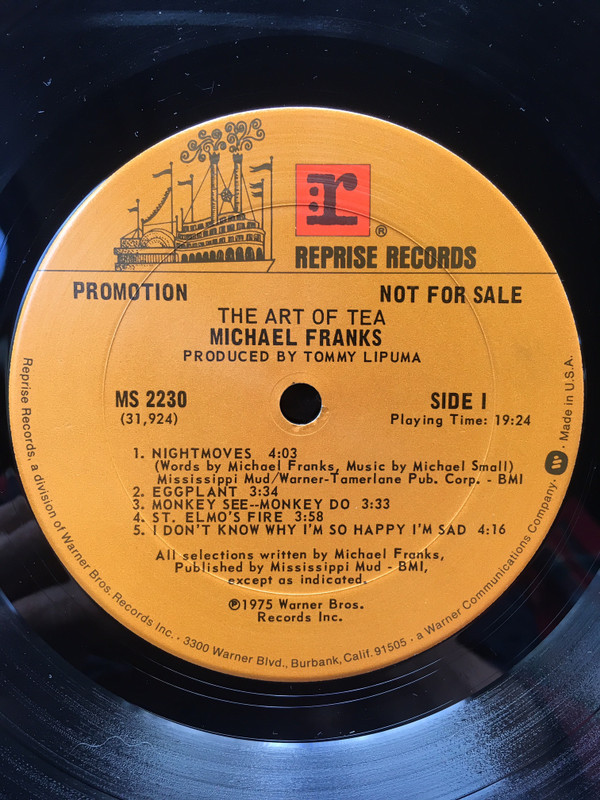 r
®
REPRISE RECORDS
PROMOTION NOT FOR SALE
THE ART OF TEA
MICHAEL FRANKS
PRODUCED BY TOMMY LIPUMA
MS 2230 SIDE 1
(31,924) Playing Time: 19:24
1. NIGHTMOVES 4:03
(Words by Michael Franks, Music by Michael Small)
Mississippi Mud/Warner-Tamerlane Pub. Corp. - BMI
2. EGGPLANT 3:34
3. MONKEY SEE--MONKEY DO 3:33
4. ST. ELMO'S FIRE 3:58
5. I DON'T KNOW WHY I'M SO HAPPY I'M SAD 4:16
All selections written by Michael Franks,
Published by Mississippi Mud - BMI,
except as indicated.
℗1975 Warner Bros.
Records Inc.
Reprise Records, a division of Warner Bros. Records Inc. · 3300 Warner Blvd., Burbank, Calif. 91505 · a Warner Communications Company. · W · Made in U.S.A.